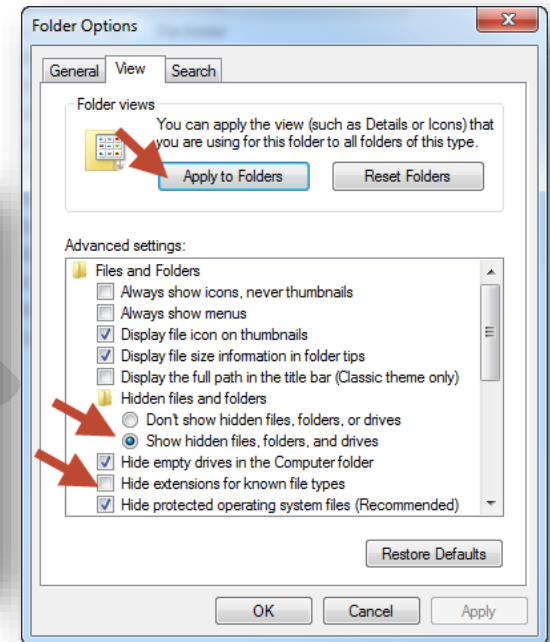 Folder Options
General View Search
Folder views
You can apply the view (such as Details or Icons) that
you are using for this folder to all folders of this type.
Apply to Folders Reset Folders
Advanced settings:
Files and Folders
Always show icons, never thumbnails
Always show menus
Display file icon on thumbnails
Display file size information in folder tips
Display the full path in the title bar (Classic theme only)
Hidden files and folders
Don't show hidden files, folders, or drives
Show hidden files, folders, and drives
Hide empty drives in the Computer folder
Hide extensions for known file types
Hide protected operating system files (Recommended)
Restore Defaults
OK Cancel Apply